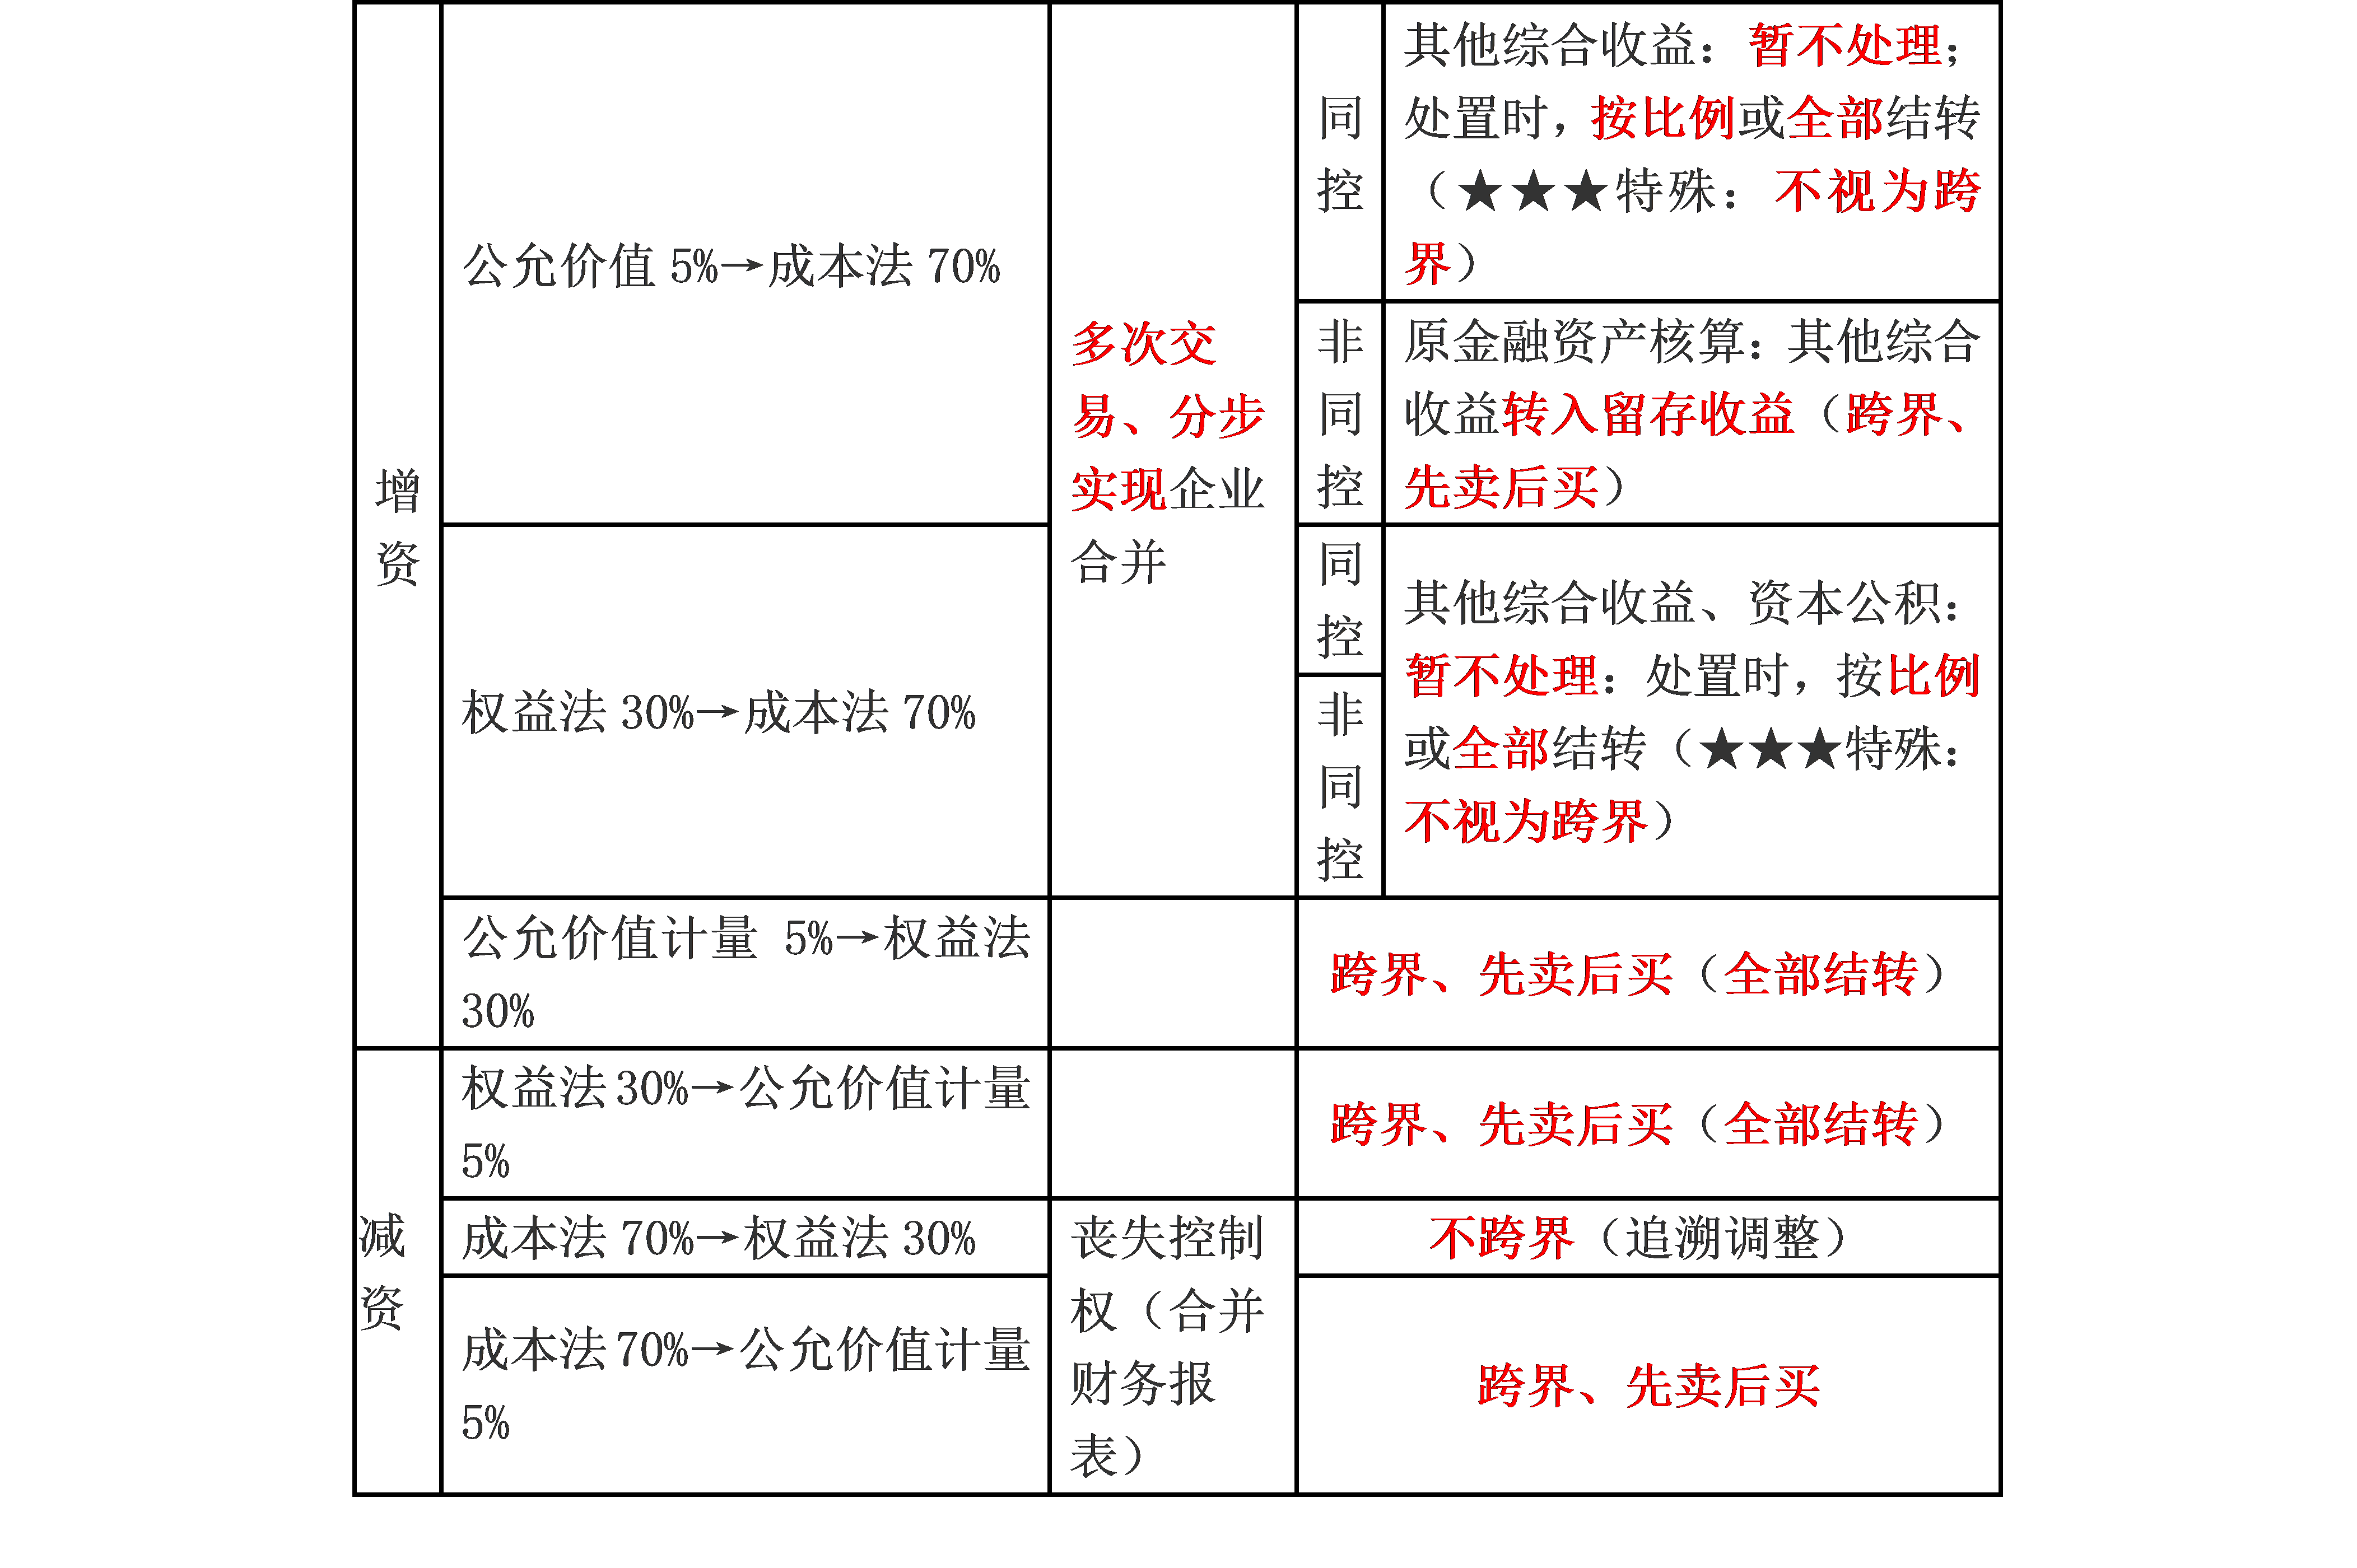 增
资
公允价值 5%→成本法 70%
多次交
易、分步
实现企业
合并
同
控
其他综合收益：暂不处理；
处置时，按比例或全部结转
（★★★特殊：不视为跨
界）
非
同
控
原金融资产核算：其他综合
收益转入留存收益（跨界、
先卖后买）
权益法 30%→成本法 70%
同
控
非
同
控
其他综合收益、资本公积：
暂不处理：处置时，按比例
或全部结转（★★★特殊：
不视为跨界）
公允价值计量 5%→权益法
30%
跨界、先卖后买（全部结转）
减
资
权益法 30%→公允价值计量
5%
跨界、先卖后买（全部结转）
成本法 70%→权益法 30%
丧失控制
权（合并
财务报
表）
不跨界（追溯调整）
成本法 70%→公允价值计量
5%
跨界、先卖后买